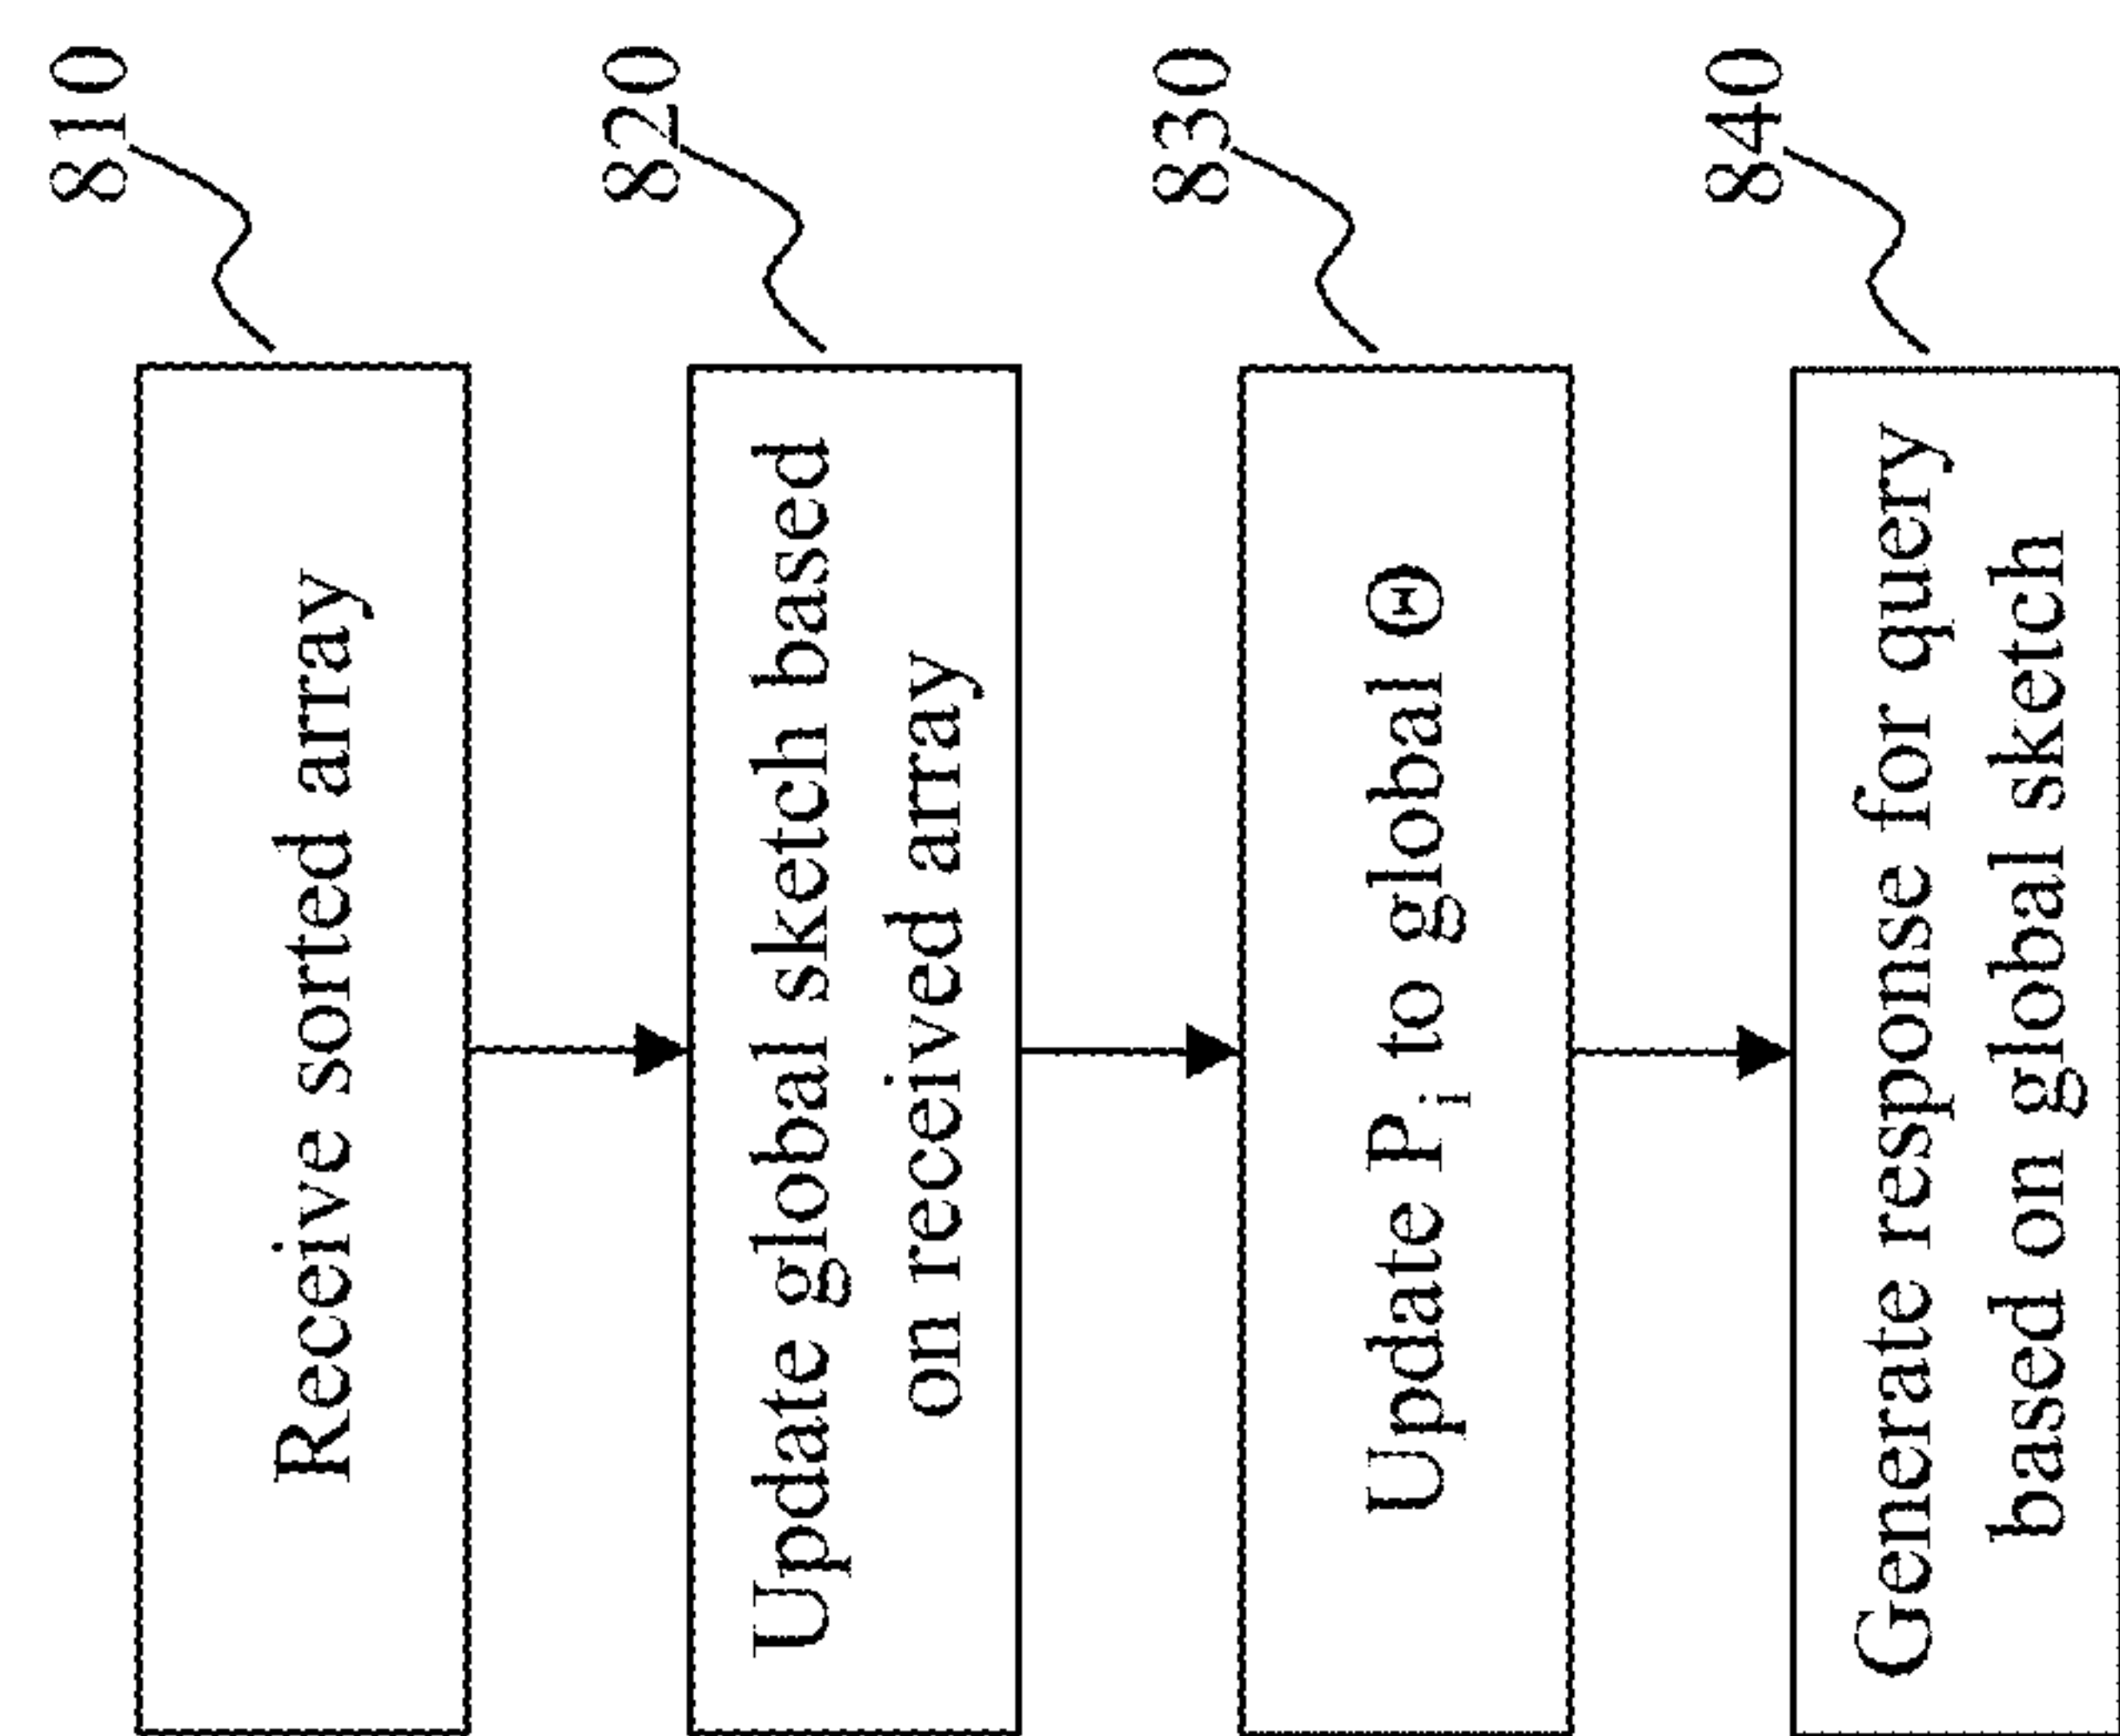 810
Receive sorted array
820
Update global sketch based
on received array
830
Update Pi to global Θ
840
Generate response for query
based on global sketch